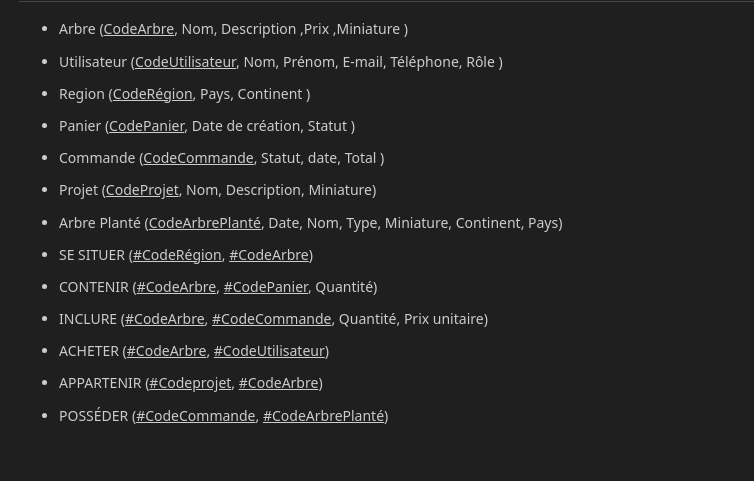 • Arbre (CodeArbre, Nom, Description ,Prix ,Miniature )
• Utilisateur (CodeUtilisateur, Nom, Prénom, E-mail, Téléphone, Rôle )
• Region (CodeRégion, Pays, Continent )
• Panier (CodePanier, Date de création, Statut )
• Commande (CodeCommande, Statut, date, Total )
• Projet (CodeProjet, Nom, Description, Miniature)
• Arbre Planté (CodeArbrePlanté, Date, Nom, Type, Miniature, Continent, Pays)
• SE SITUER (#CodeRégion, #CodeArbre)
• CONTENIR (#CodeArbre, #CodePanier, Quantité)
• INCLURE (#CodeArbre, #CodeCommande, Quantité, Prix unitaire)
• ACHETER (#CodeArbre, #CodeUtilisateur)
• APPARTENIR (#Codeprojet, #CodeArbre)
• POSSÉDER (#CodeCommande, #CodeArbrePlanté)